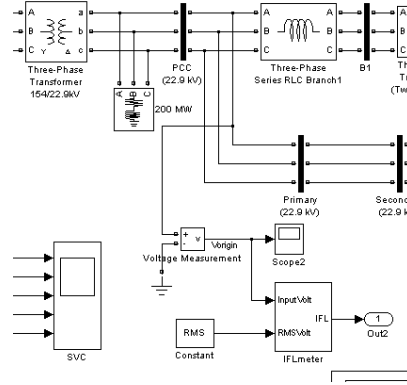 A a A A
B b B B
C c C C
A B C
A
B
C
Y Δ
Three-Phase
Transformer
154/22.9kV
PCC
(22.9 kV)
Three-Phase
Series RLC Branch1
B1
200 MW
Primary
(22.9 kV)
Secon
(22.9 k
+
-
v
Vorigin
Voltage Measurement
Scope2
SVC
RMS
Constant
InputVolt
RMSVolt
IFL
IFLmeter
1
Out2